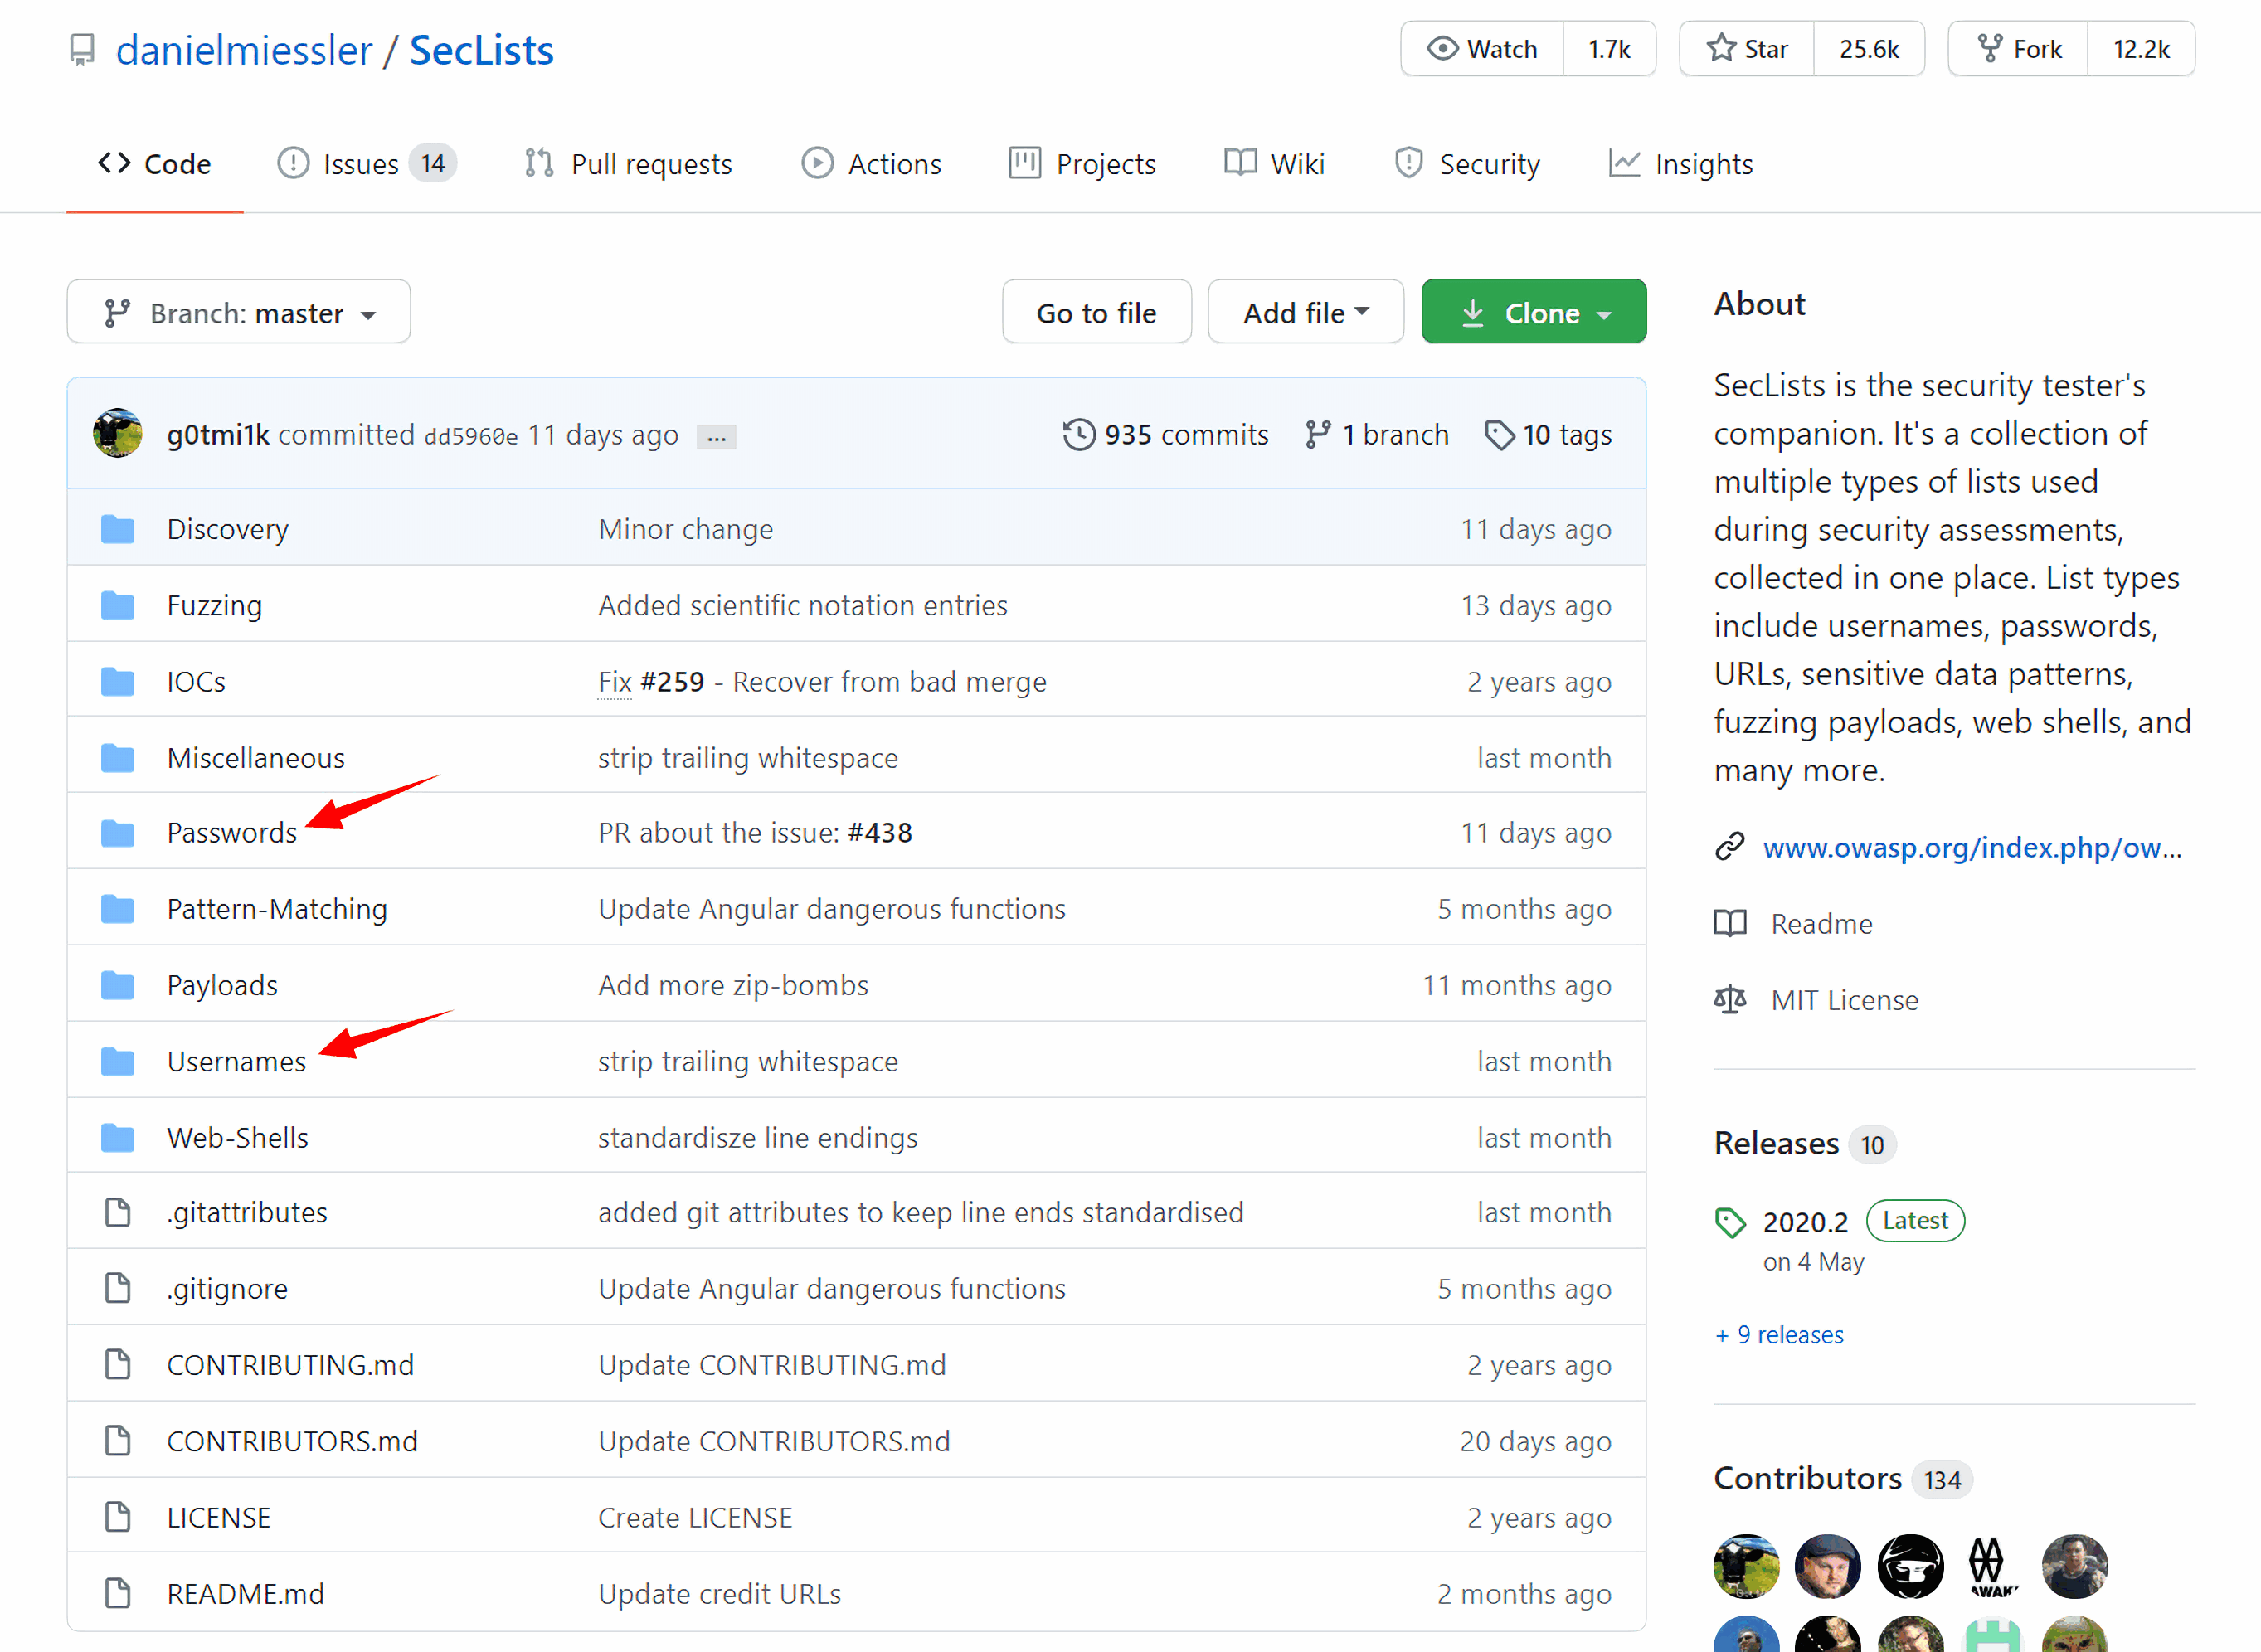 danielmiessler / SecLists
Watch 1.7k Star 25.6k Fork 12.2k
Code Issues 14 Pull requests Actions Projects Wiki Security Insights
Branch: master Go to file Add file Clone
g0tmi1k committed dd5960e 11 days ago ... 935 commits 1 branch 10 tags
Discovery Minor change 11 days ago
Fuzzing Added scientific notation entries 13 days ago
IOCs Fix #259 - Recover from bad merge 2 years ago
Miscellaneous strip trailing whitespace last month
Passwords PR about the issue: #438 11 days ago
Pattern-Matching Update Angular dangerous functions 5 months ago
Payloads Add more zip-bombs 11 months ago
Usernames strip trailing whitespace last month
Web-Shells standardisze line endings last month
.gitattributes added git attributes to keep line ends standardised last month
.gitignore Update Angular dangerous functions 5 months ago
CONTRIBUTING.md Update CONTRIBUTING.md 2 years ago
CONTRIBUTORS.md Update CONTRIBUTORS.md 20 days ago
LICENSE Create LICENSE 2 years ago
README.md Update credit URLs 2 months ago
About
SecLists is the security tester's
companion. It's a collection of
multiple types of lists used
during security assessments,
collected in one place. List types
include usernames, passwords,
URLs, sensitive data patterns,
fuzzing payloads, web shells, and
many more.
www.owasp.org/index.php/ow...
Readme
MIT License
Releases 10
2020.2 Latest
on 4 May
+ 9 releases
Contributors 134